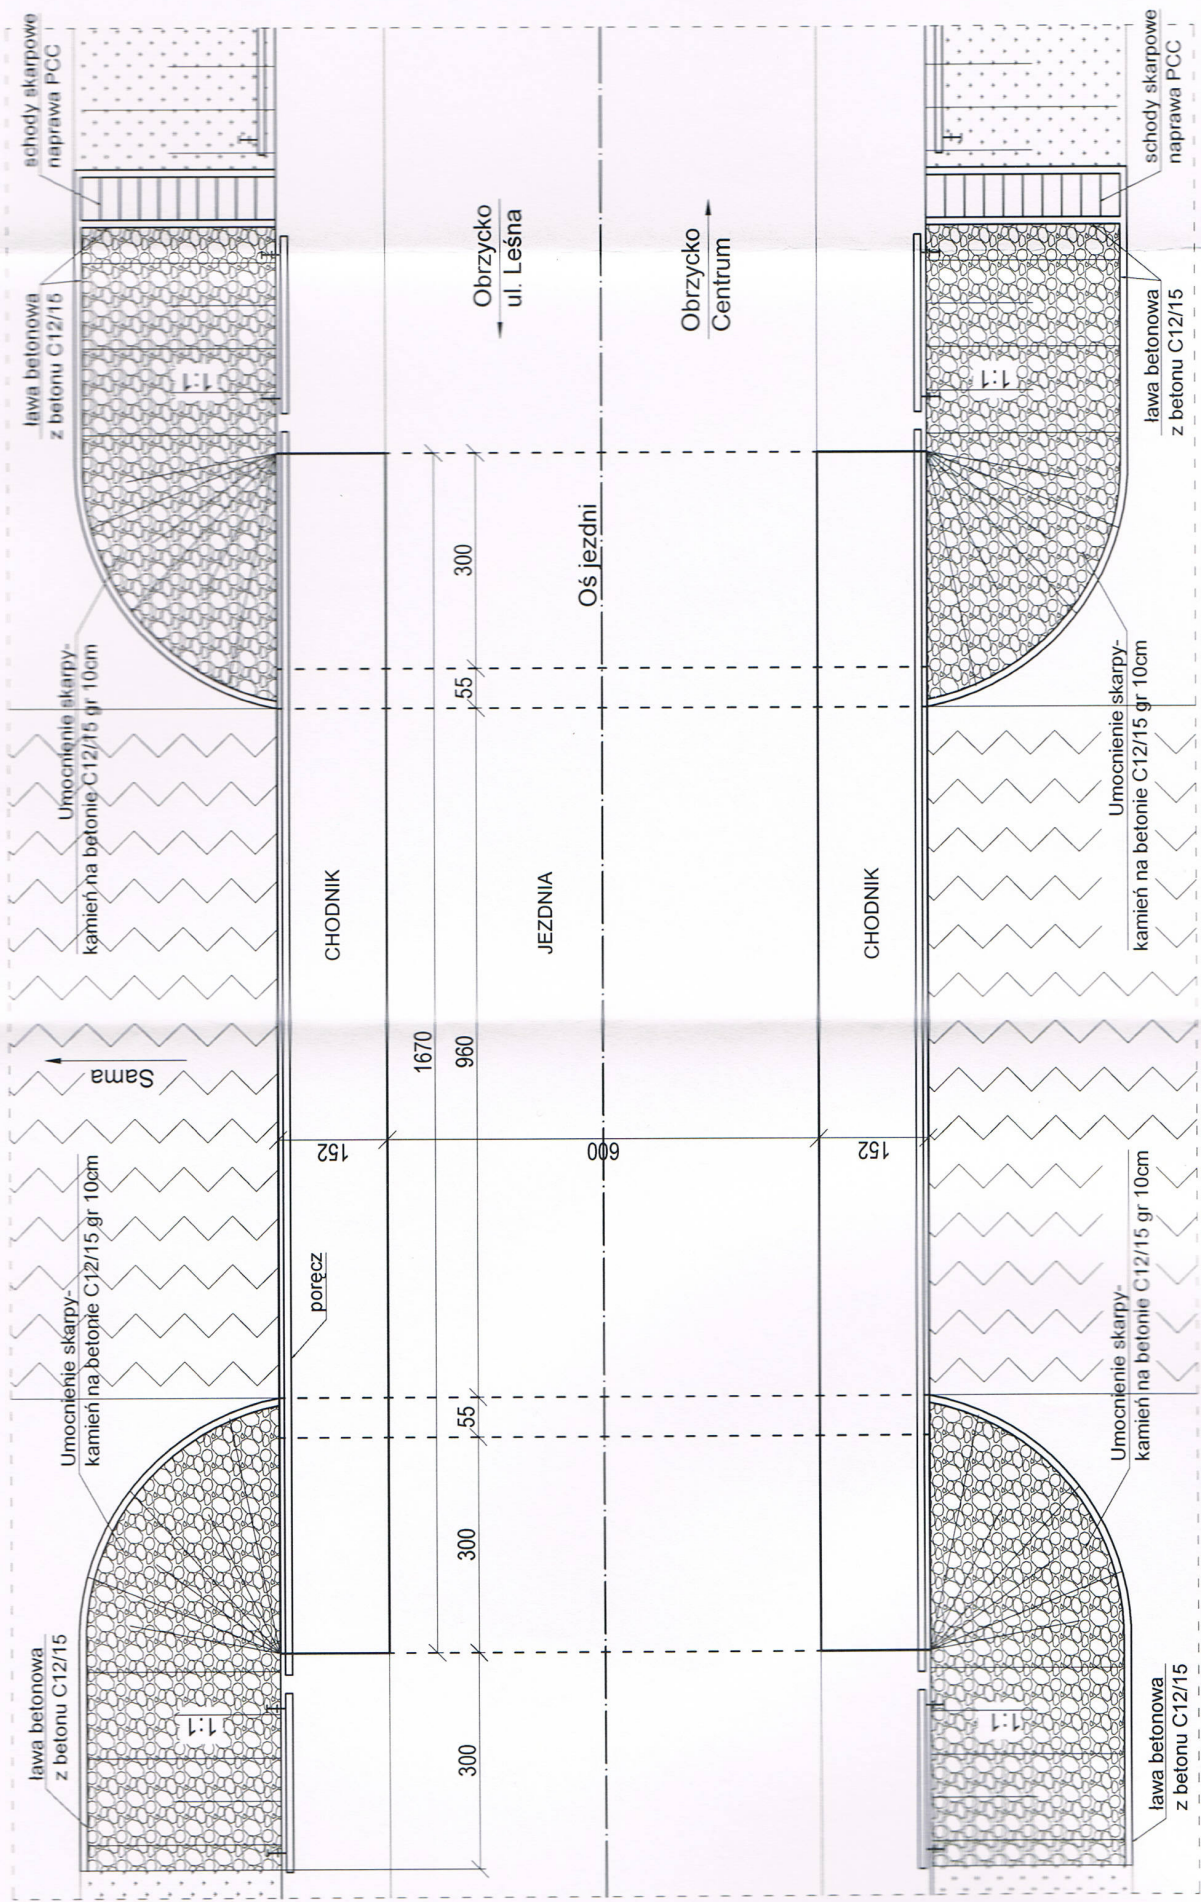 ława betonowa
z betonu C12/15
Umocnienie skarpy-
kamień na betonie C12/15 gr 10cm
Sama
Umocnienie skarpy-
kamień na betonie C12/15 gr 10cm
ława betonowa
z betonu C12/15
schody skarpowe
naprawa PCC
1:1
1:1
poręcz
CHODNIK
152
1670
300
300
55
960
55
300
Obrzycko
ul. Leśna
JEZDNIA
600
Oś jezdni
Obrzycko
Centrum
152
CHODNIK
1:1
1:1
ława betonowa
z betonu C12/15
Umocnienie skarpy-
kamień na betonie C12/15 gr 10cm
Umocnienie skarpy-
kamień na betonie C12/15 gr 10cm
ława betonowa
z betonu C12/15
schody skarpowe
naprawa PCC